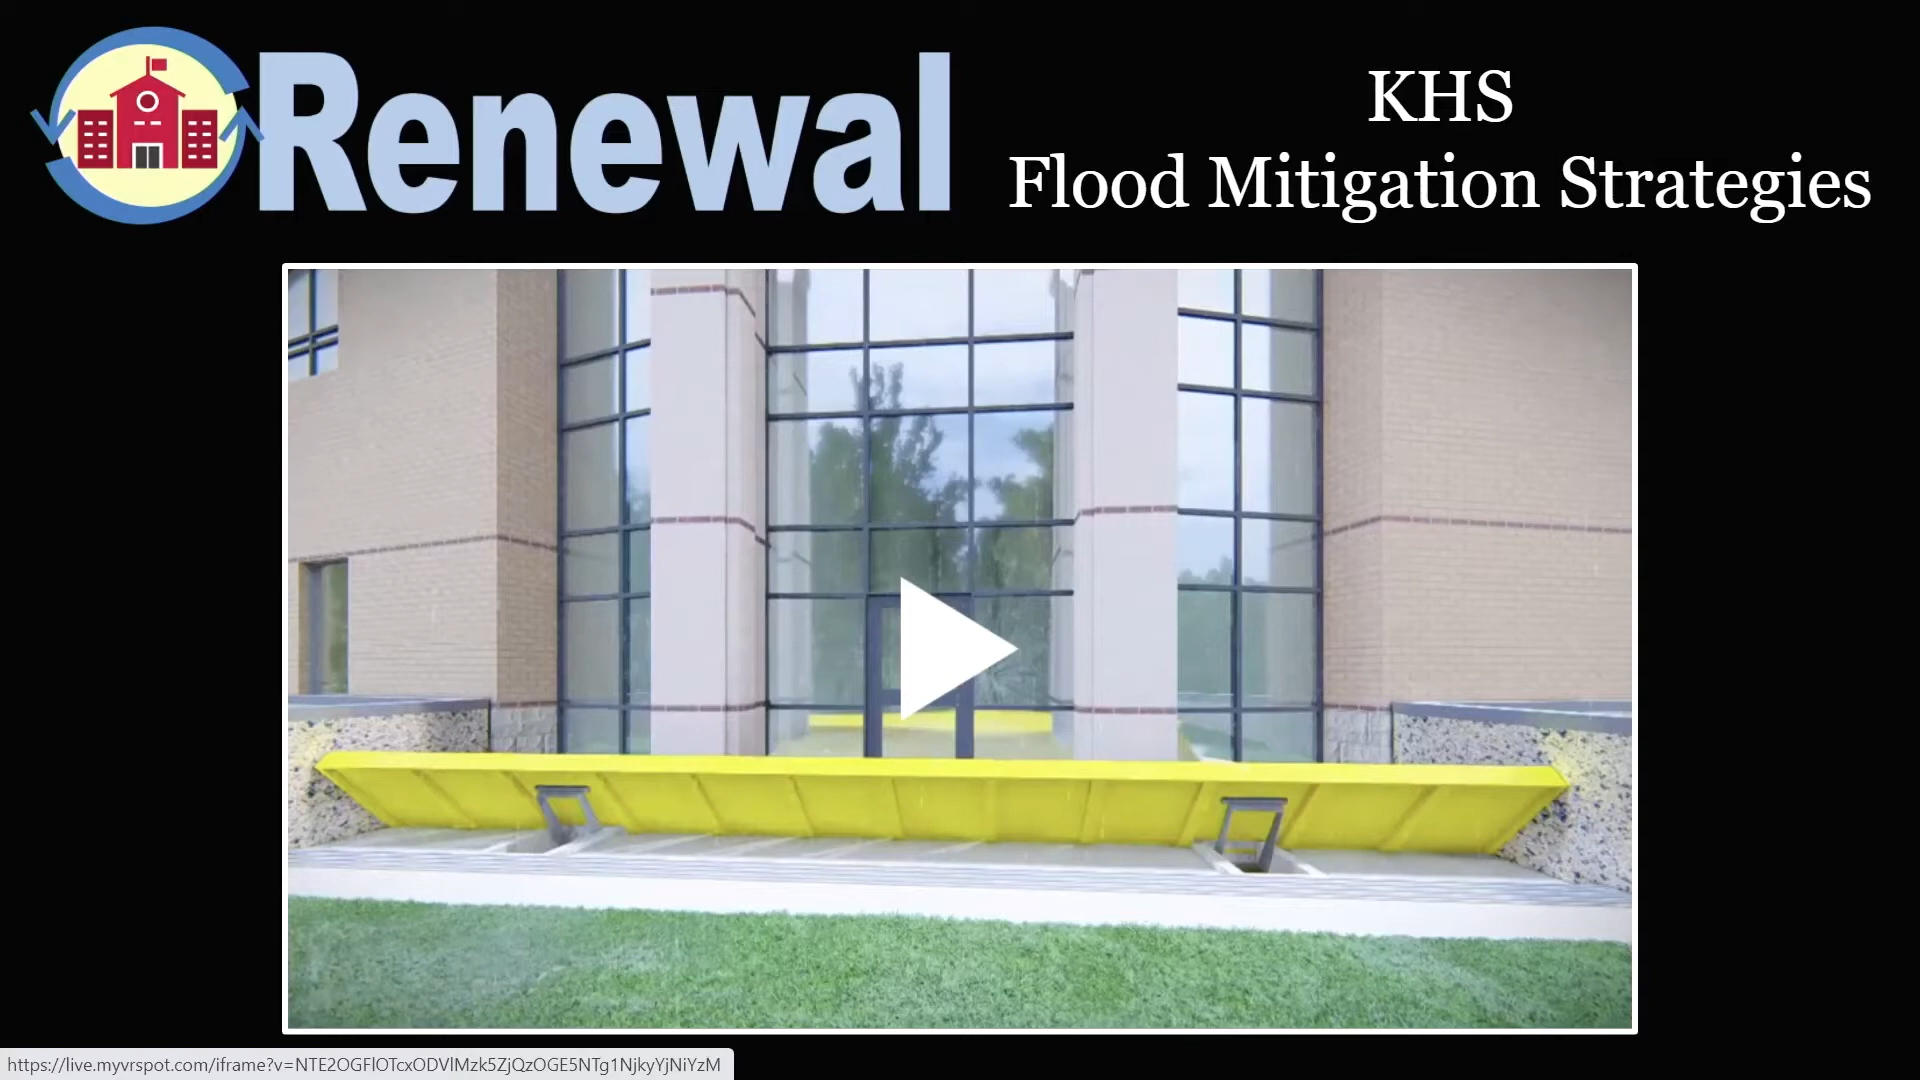 Renewal
KHS
Flood Mitigation Strategies
https://live.myvrspot.com/iframe?v=NTE2OGFlOTcxODVlMzk5ZjQzOGE5NTg1NjkyYjNiYzM